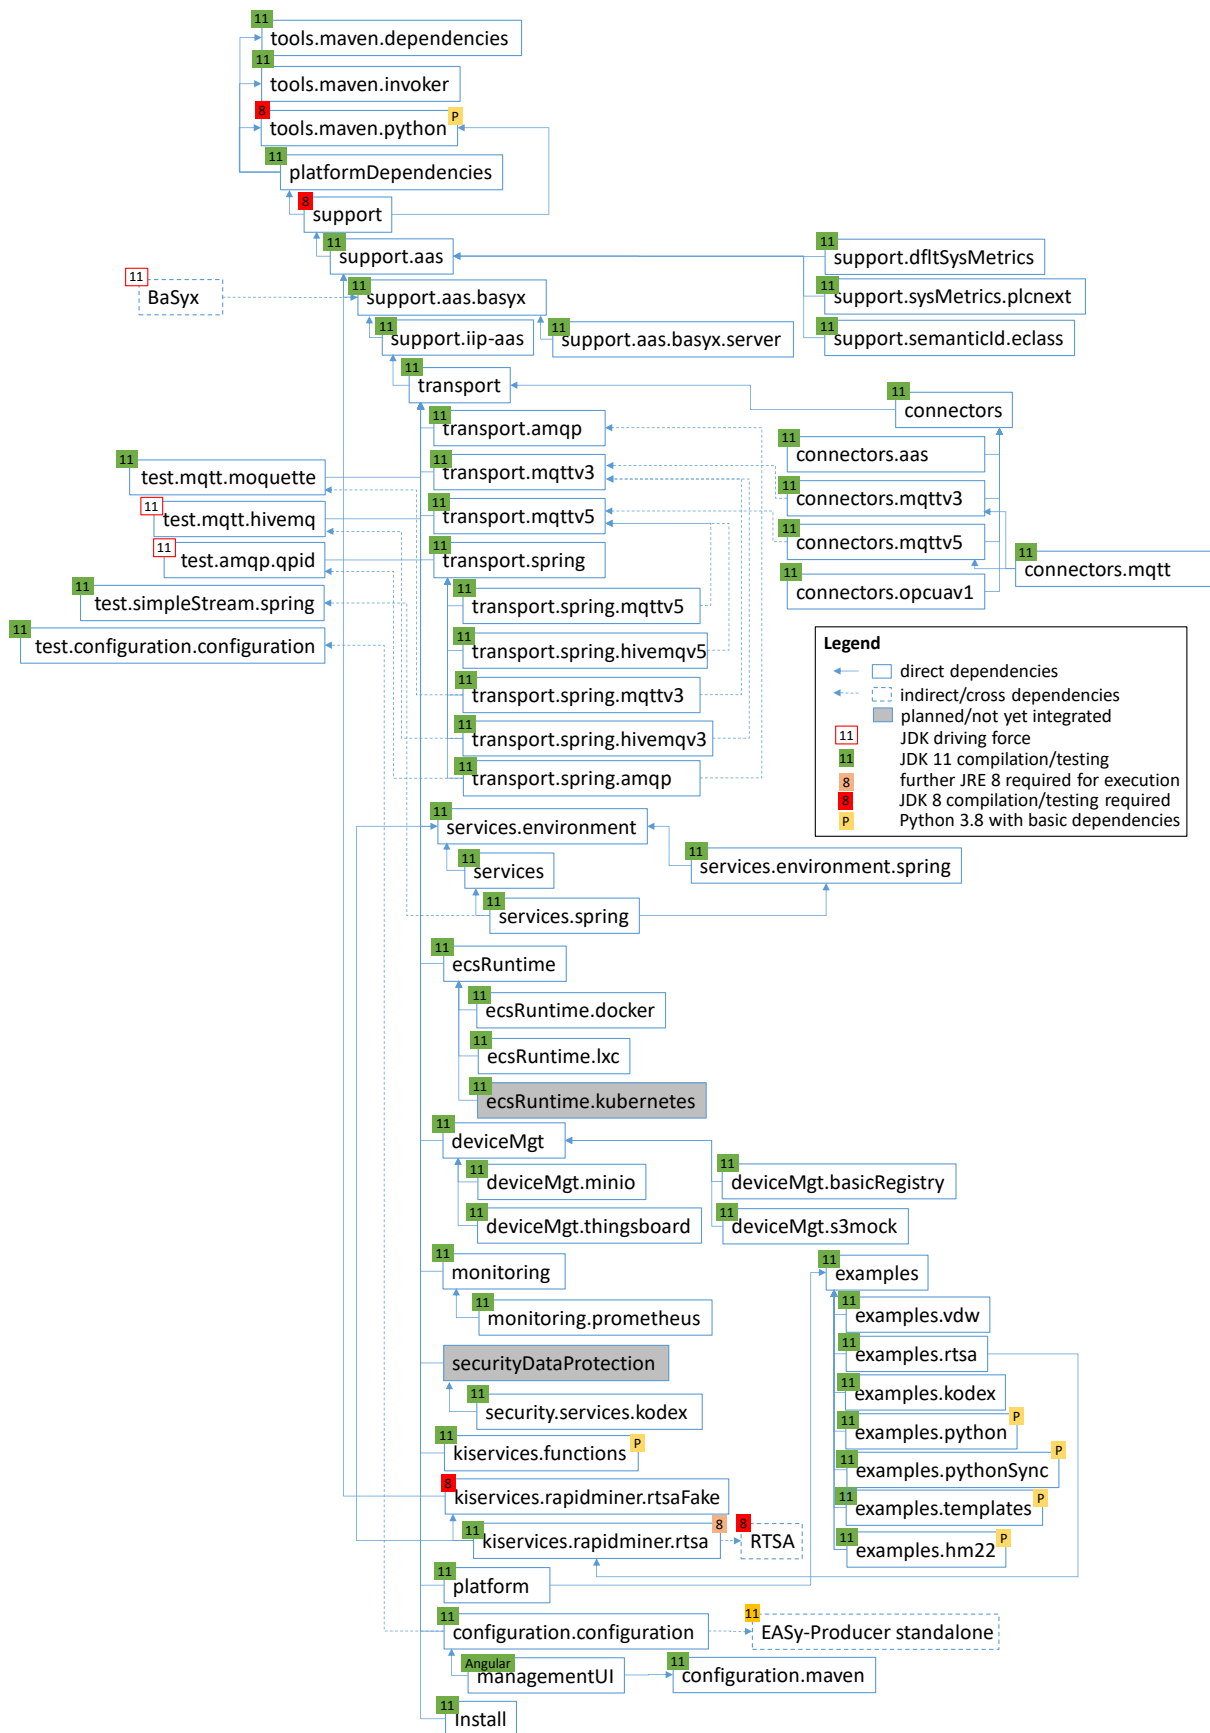 11
tools.maven.dependencies
11
tools.maven.invoker
8
P
tools.maven.python
11
platformDependencies
8
support
11
support.aas
11
support.dfltSysMetrics
11
BaSyx
11
support.aas.basyx
11
support.sysMetrics.plcnext
11
support.iip-aas
11
support.aas.basyx.server
11
support.semanticId.eclass
11
transport
11
connectors
11
transport.amqp
11
connectors.aas
11
test.mqtt.moquette
11
transport.mqttv3
11
connectors.mqttv3
11
test.mqtt.hivemq
11
transport.mqttv5
11
connectors.mqttv5
11
test.amqp.qpid
11
transport.spring
11
connectors.mqtt
11
test.simpleStream.spring
11
transport.spring.mqttv5
11
connectors.opcuav1
11
test.configuration.configuration
11
transport.spring.hivemqv5
11
transport.spring.mqttv3
11
transport.spring.hivemqv3
11
transport.spring.amqp
Legend
direct dependencies
indirect/cross dependencies
planned/not yet integrated
11 JDK driving force
11 JDK 11 compilation/testing
8 further JRE 8 required for execution
8 JDK 8 compilation/testing required
P Python 3.8 with basic dependencies
11
services.environment
11
services
11
services.environment.spring
11
services.spring
11
ecsRuntime
11
ecsRuntime.docker
11
ecsRuntime.lxc
11
ecsRuntime.kubernetes
11
deviceMgt
11
deviceMgt.minio
11
deviceMgt.basicRegistry
11
deviceMgt.thingsboard
11
deviceMgt.s3mock
11
monitoring
11
examples
11
monitoring.prometheus
11
examples.vdw
securityDataProtection
11
examples.rtsa
11
security.services.kodex
11
examples.kodex
11
P
kiservices.functions
11
P
examples.python
11
P
examples.pythonSync
8
kiservices.rapidminer.rtsaFake
11
P
examples.templates
11
8
kiservices.rapidminer.rtsa
8
RTSA
11
P
examples.hm22
11
platform
11
configuration.configuration
11
EASy-Producer standalone
Angular
managementUI
11
configuration.maven
11
Install